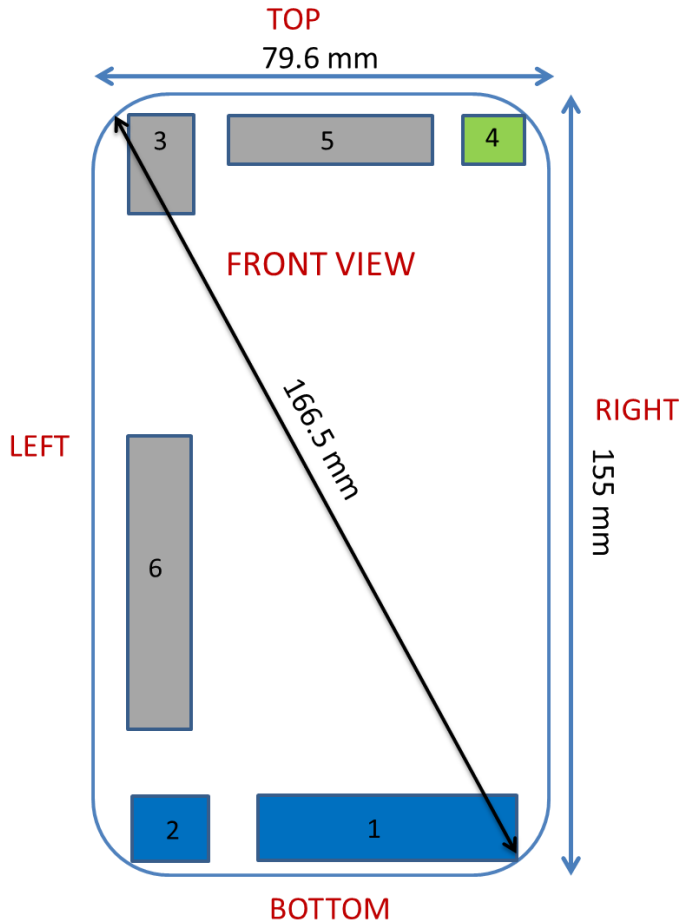 TOP
79.6 mm
3
5
4
FRONT VIEW
166.5 mm
RIGHT
LEFT
155 mm
6
2
1
BOTTOM